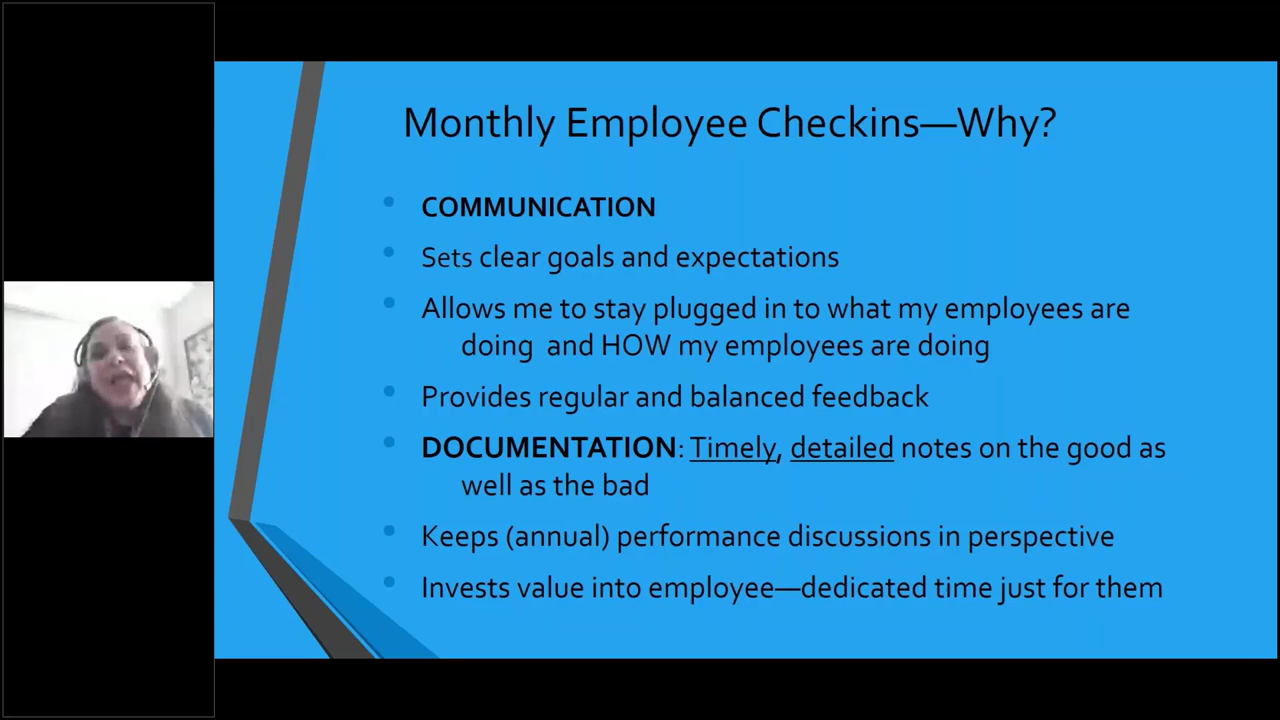 Monthly Employee Checkins—Why?
COMMUNICATION
Sets clear goals and expectations
Allows me to stay plugged in to what my employees are
doing and HOW my employees are doing
Provides regular and balanced feedback
DOCUMENTATION: Timely, detailed notes on the good as
well as the bad
Keeps (annual) performance discussions in perspective
Invests value into employee—dedicated time just for them